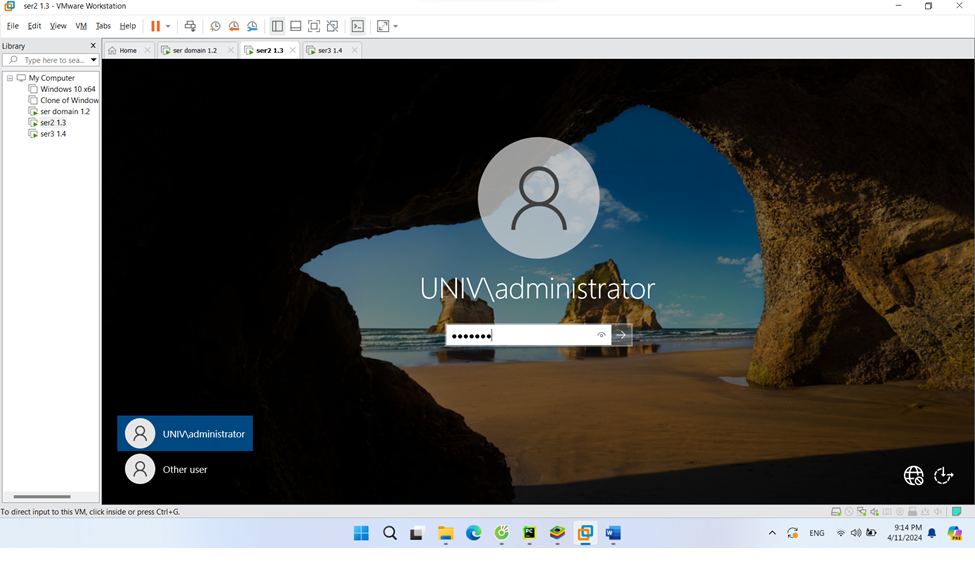 ser2 1.3 - VMware Workstation
File Edit View VM Tabs Help
Library
Type here to sea...
Home ser domain 1.2 ser2 1.3 ser3 1.4
My Computer
Windows 10 x64
Clone of Window
ser domain 1.2
ser2 1.3
ser3 1.4
UNIV\administrator
UNIV\administrator
Other user
To direct input to this VM, click inside or press Ctrl+G.
ENG
9:14 PM
4/11/2024